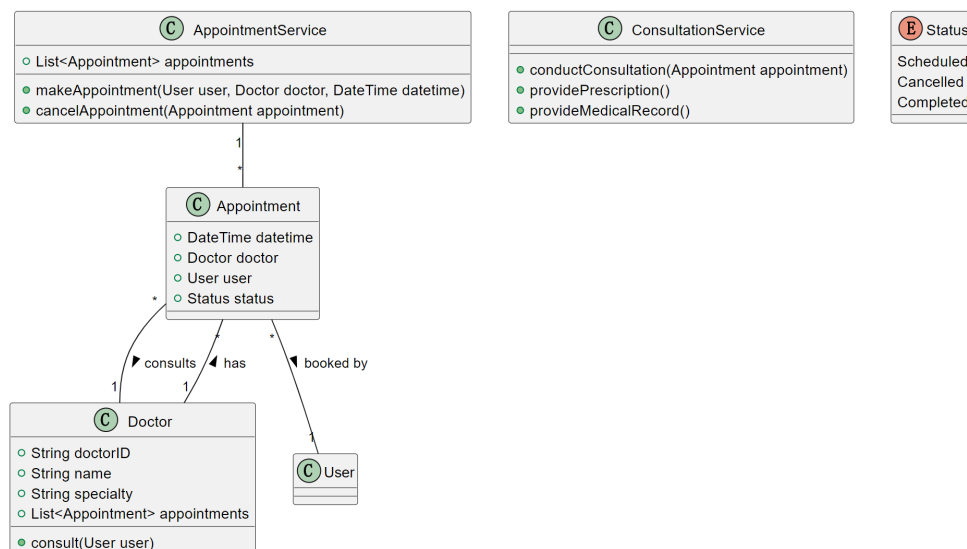 C AppointmentService
List<Appointment> appointments
makeAppointment(User user, Doctor doctor, DateTime datetime)
cancelAppointment(Appointment appointment)
C ConsultationService
conductConsultation(Appointment appointment)
providePrescription()
provideMedicalRecord()
E Status
Scheduled
Cancelled
Completed
1
*
C Appointment
DateTime datetime
Doctor doctor
User user
Status status
* * *
consults has booked by
1 1 1
C Doctor
String doctorID
String name
String specialty
List<Appointment> appointments
consult(User user)
C User